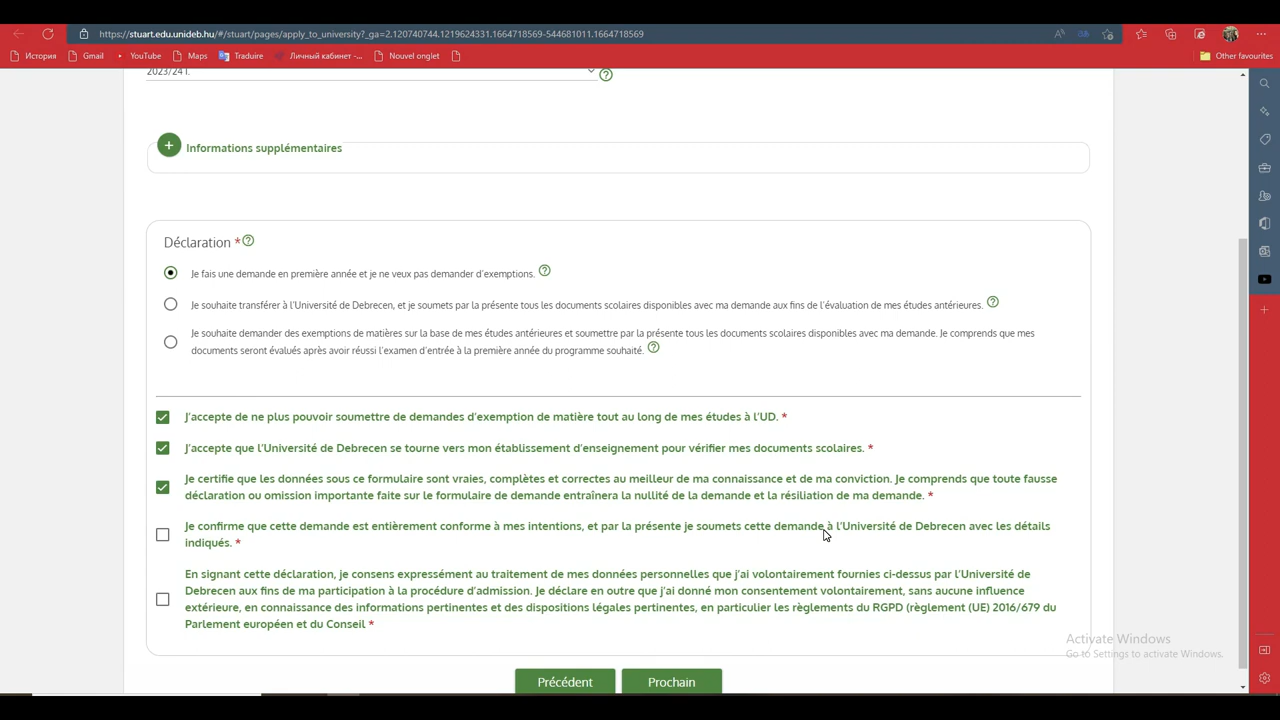 https://stuart.edu.unideb.hu/#/stuart/pages/apply_to_university?_ga=2.120740744.1219624331.1664718569-544681011.1664718569
История Gmail YouTube Maps Traduire Личный кабинет -... Nouvel onglet Other favourites
2023/24 I.
Informations supplémentaires
Déclaration *
Je fais une demande en première année et je ne veux pas demander d'exemptions.
Je souhaite transférer à l'Université de Debrecen, et je soumets par la présente tous les documents scolaires disponibles avec ma demande aux fins de l'évaluation de mes études antérieures.
Je souhaite demander des exemptions de matières sur la base de mes études antérieures et soumettre par la présente tous les documents scolaires disponibles avec ma demande. Je comprends que mes
documents seront évalués après avoir réussi l'examen d'entrée à la première année du programme souhaité.
J'accepte de ne plus pouvoir soumettre de demandes d'exemption de matière tout au long de mes études à l'UD. *
J'accepte que l'Université de Debrecen se tourne vers mon établissement d'enseignement pour vérifier mes documents scolaires. *
Je certifie que les données sous ce formulaire sont vraies, complètes et correctes au meilleur de ma connaissance et de ma conviction. Je comprends que toute fausse
déclaration ou omission importante faite sur le formulaire de demande entraînera la nullité de la demande et la résiliation de ma demande. *
Je confirme que cette demande est entièrement conforme à mes intentions, et par la présente je soumets cette demande à l'Université de Debrecen avec les détails
indiqués. *
En signant cette déclaration, je consens expressément au traitement de mes données personnelles que j'ai volontairement fournies ci-dessus par l'Université de
Debrecen aux fins de ma participation à la procédure d'admission. Je déclare en outre que j'ai donné mon consentement volontairement, sans aucune influence
extérieure, en connaissance des informations pertinentes et des dispositions légales pertinentes, en particulier les règlements du RGPD (règlement (UE) 2016/679 du
Parlement européen et du Conseil *
Activate Windows
Go to Settings to activate Windows.
Précédent Prochain